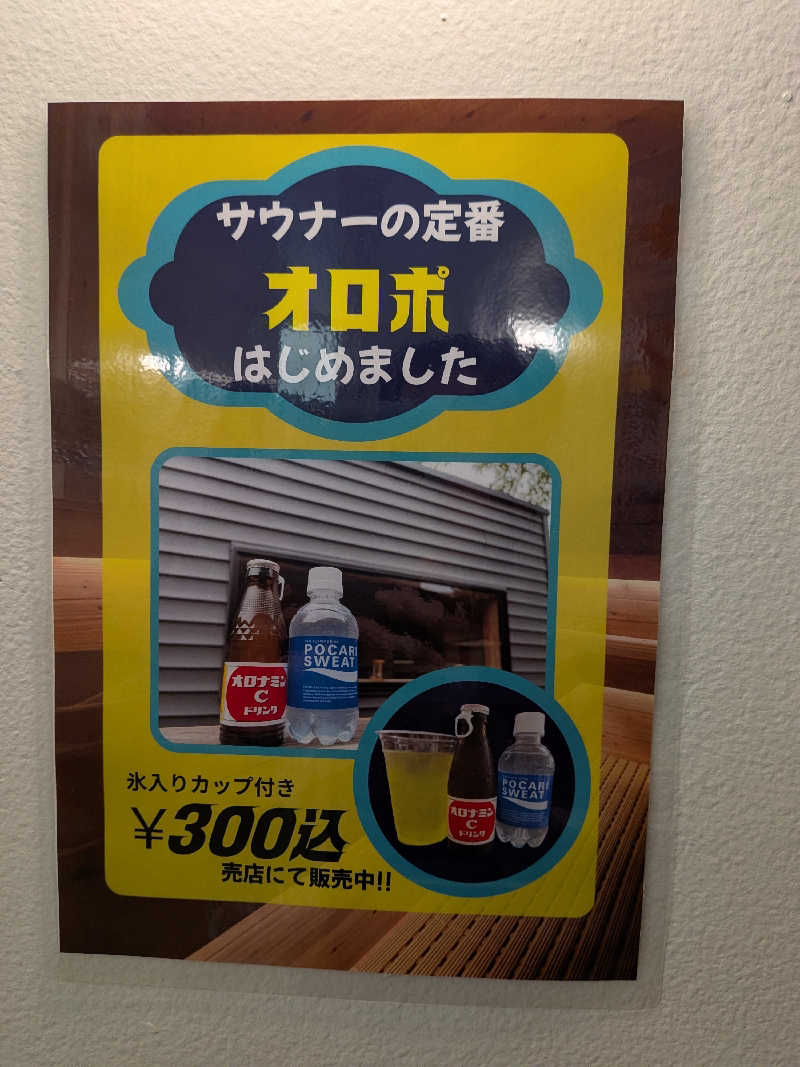 サウナーの定番
オロポ
はじめました
POCARI
SWEAT
オロナミン
C
ドリンク
POCARI
SWEAT
オロナミン
C
ドリンク
氷入りカップ付き
¥300込
売店にて販売中!!